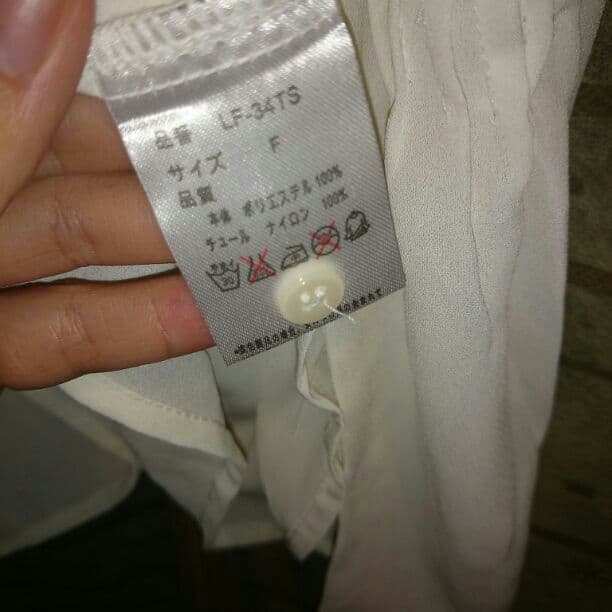 品番 LF-34TS
サイズ F
品質
本体 ポリエステル 100%
チュール ナイロン 100%
30